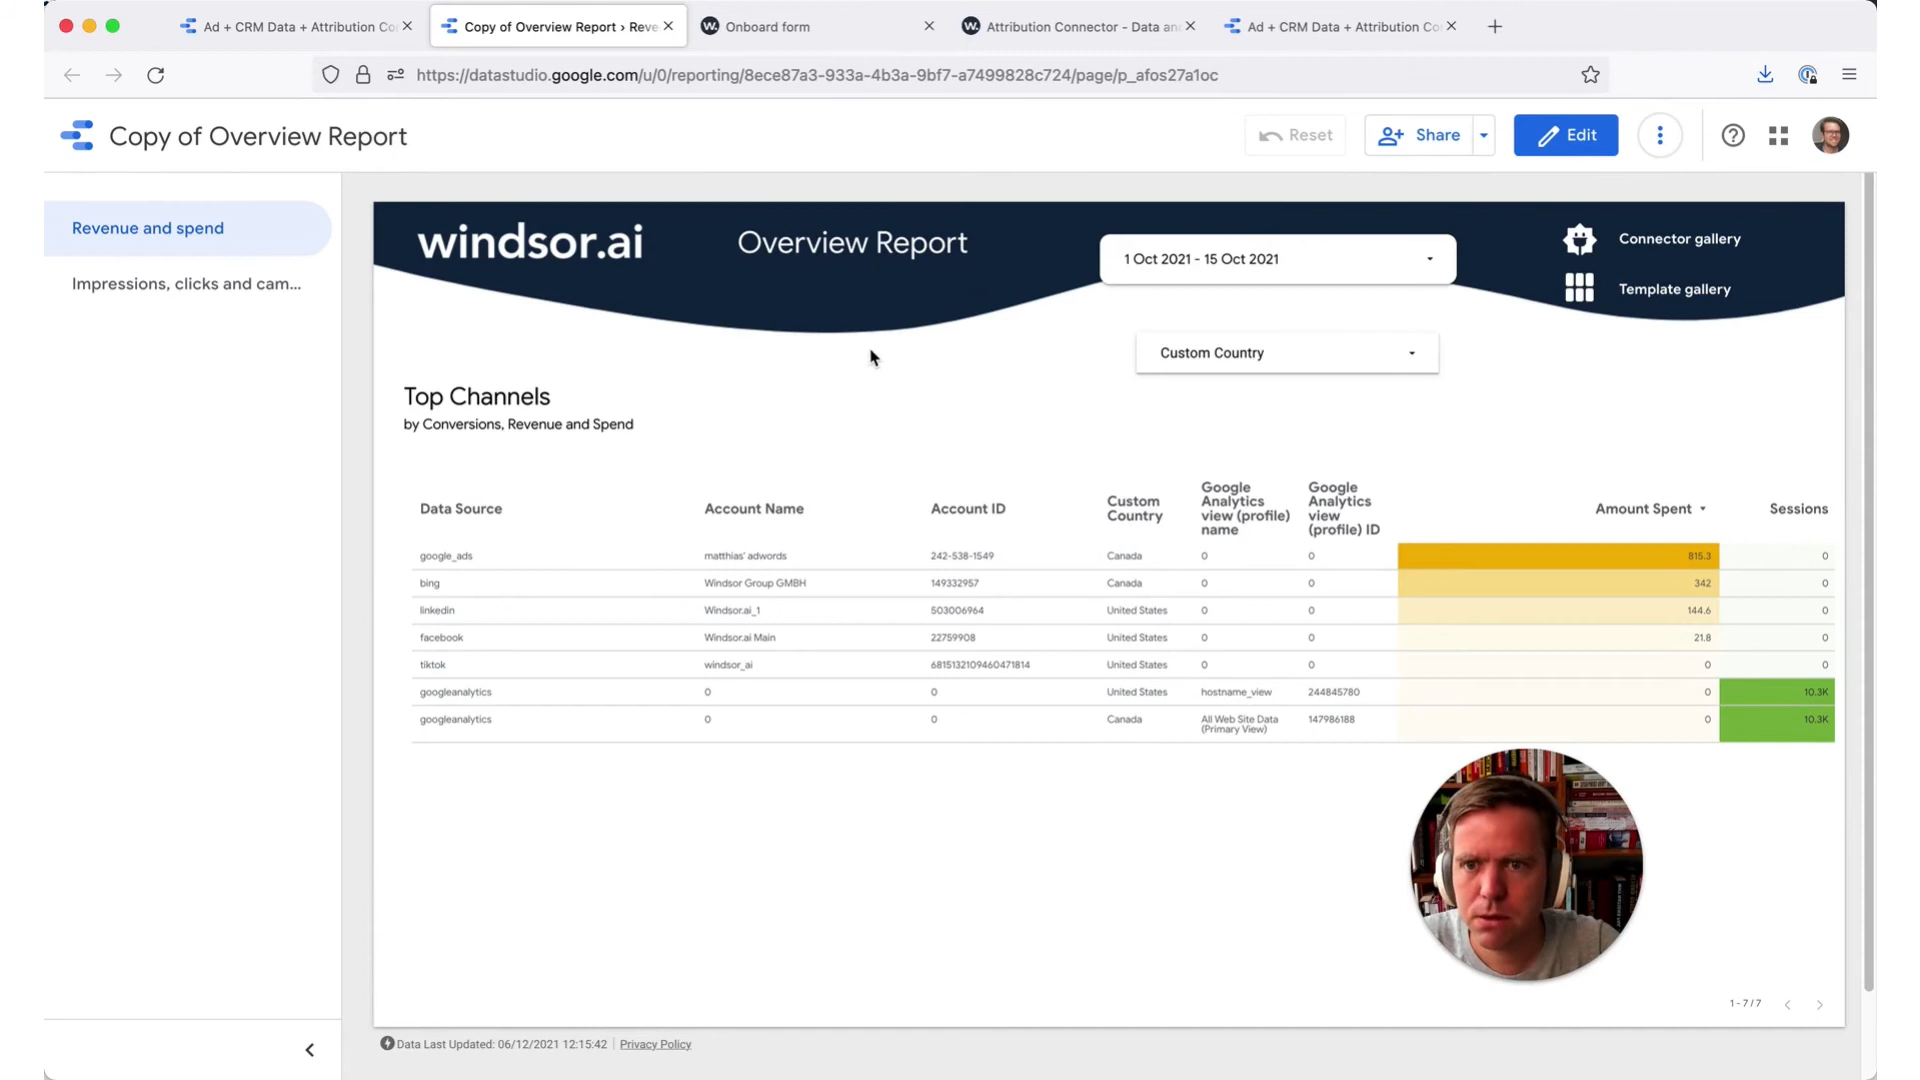 Ad + CRM Data + Attribution Co
Copy of Overview Report › Reve
Onboard form
Attribution Connector - Data an
Ad + CRM Data + Attribution Co
https://datastudio.google.com/u/0/reporting/8ece87a3-933a-4b3a-9bf7-a7499828c724/page/p_afos27a1oc
Copy of Overview Report
Reset
Share
Edit
Revenue and spend
Impressions, clicks and cam...
windsor.ai
Overview Report
1 Oct 2021 - 15 Oct 2021
Connector gallery
Template gallery
Custom Country
Top Channels
by Conversions, Revenue and Spend
Data Source Account Name Account ID Custom Country Google Analytics view (profile) name Google Analytics view (profile) ID Amount Spent Sessions
google_ads matthias' adwords 242-538-1549 Canada 0 0 815.3 0
bing Windsor Group GMBH 149332957 Canada 0 0 342 0
linkedin Windsor.ai_1 503006964 United States 0 0 144.6 0
facebook Windsor.ai Main 22759908 United States 0 0 21.8 0
tiktok windsor_ai 6815132109460471814 United States 0 0 0 0
googleanalytics 0 0 United States hostname_view 244845780 0 10.3K
googleanalytics 0 0 Canada All Web Site Data (Primary View) 147986188 0 10.3K
1 - 7 / 7
Data Last Updated: 06/12/2021 12:15:42
Privacy Policy